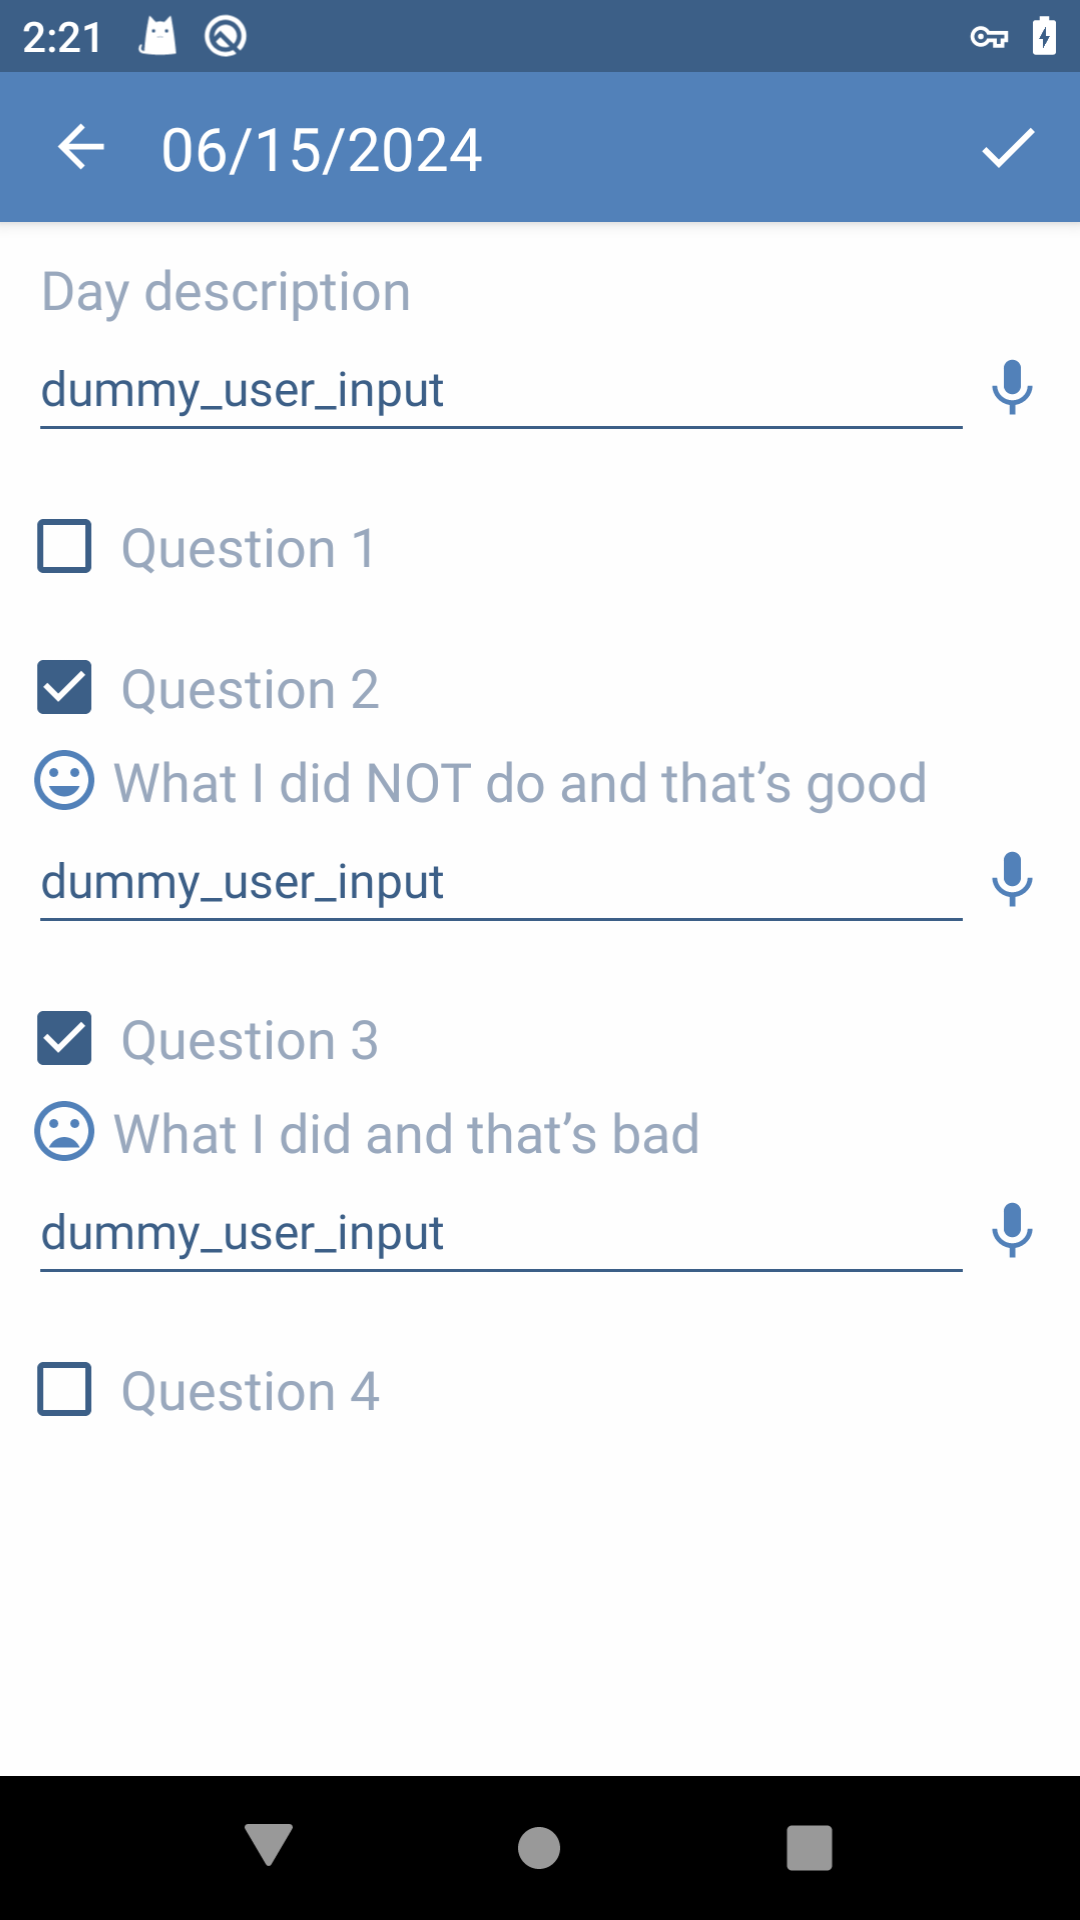 2:21
06/15/2024
Day description
dummy_user_input
Question 1
Question 2
What I did NOT do and that’s good
dummy_user_input
Question 3
What I did and that’s bad
dummy_user_input
Question 4